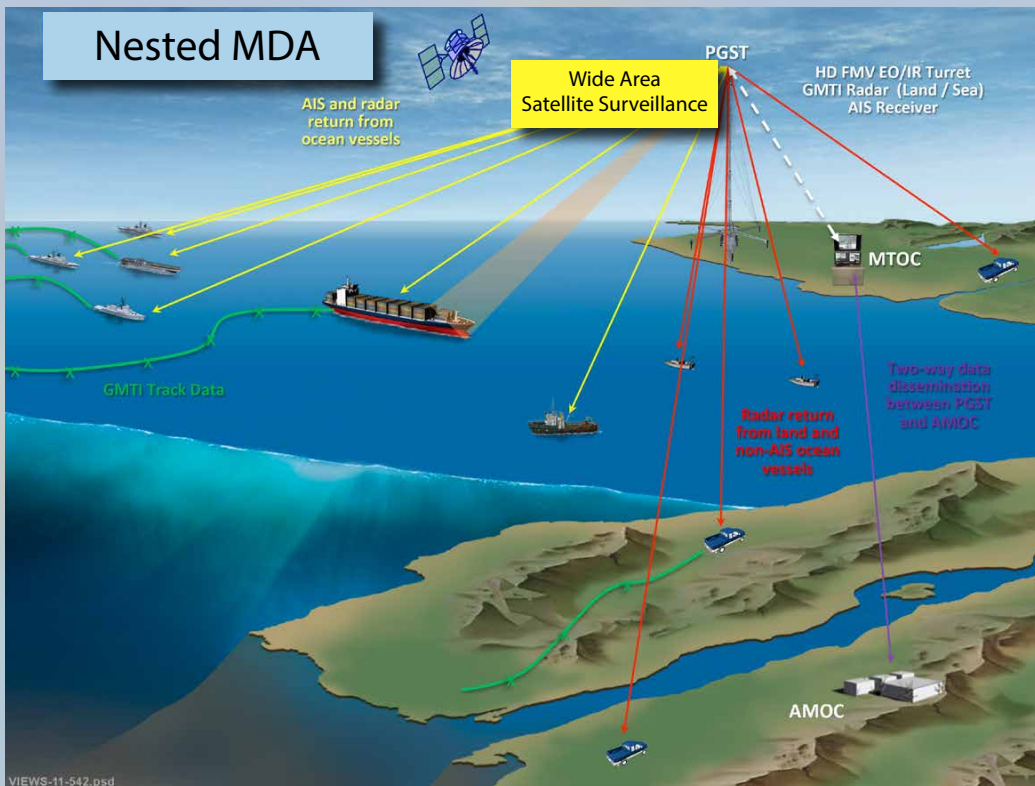 Nested MDA
PGST
Wide Area
Satellite Surveillance
HD FMV EO/IR Turret
GMTI Radar (Land / Sea)
AIS Receiver
AIS and radar
return from
ocean vessels
MTOC
GMTI Track Data
Two-way data
dissemination
between PGST
and AMOC
Radar return
from land and
non-AIS ocean
vessels
AMOC
VIEWS-11-542.psd